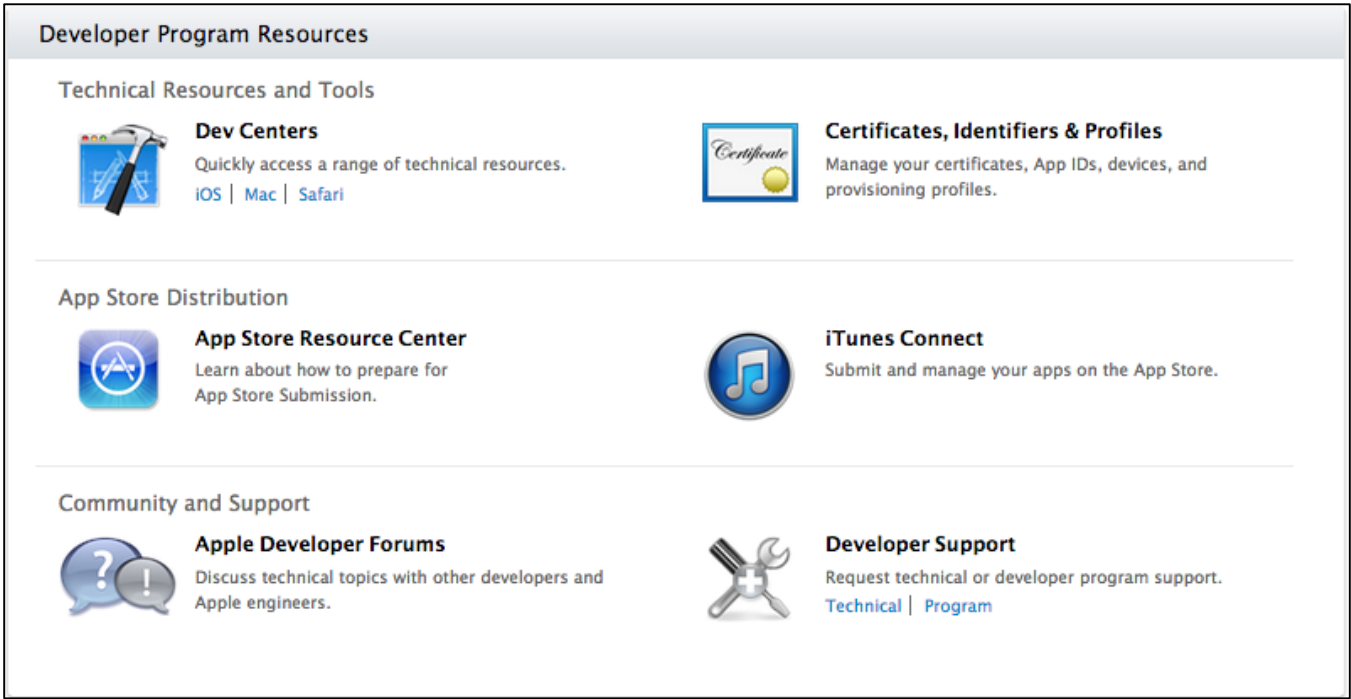 Developer Program Resources
Technical Resources and Tools
Dev Centers
Quickly access a range of technical resources.
iOS | Mac | Safari
Certificate
Certificates, Identifiers & Profiles
Manage your certificates, App IDs, devices, and
provisioning profiles.
App Store Distribution
App Store Resource Center
Learn about how to prepare for
App Store Submission.
iTunes Connect
Submit and manage your apps on the App Store.
Community and Support
? !
Apple Developer Forums
Discuss technical topics with other developers and
Apple engineers.
Developer Support
Request technical or developer program support.
Technical | Program